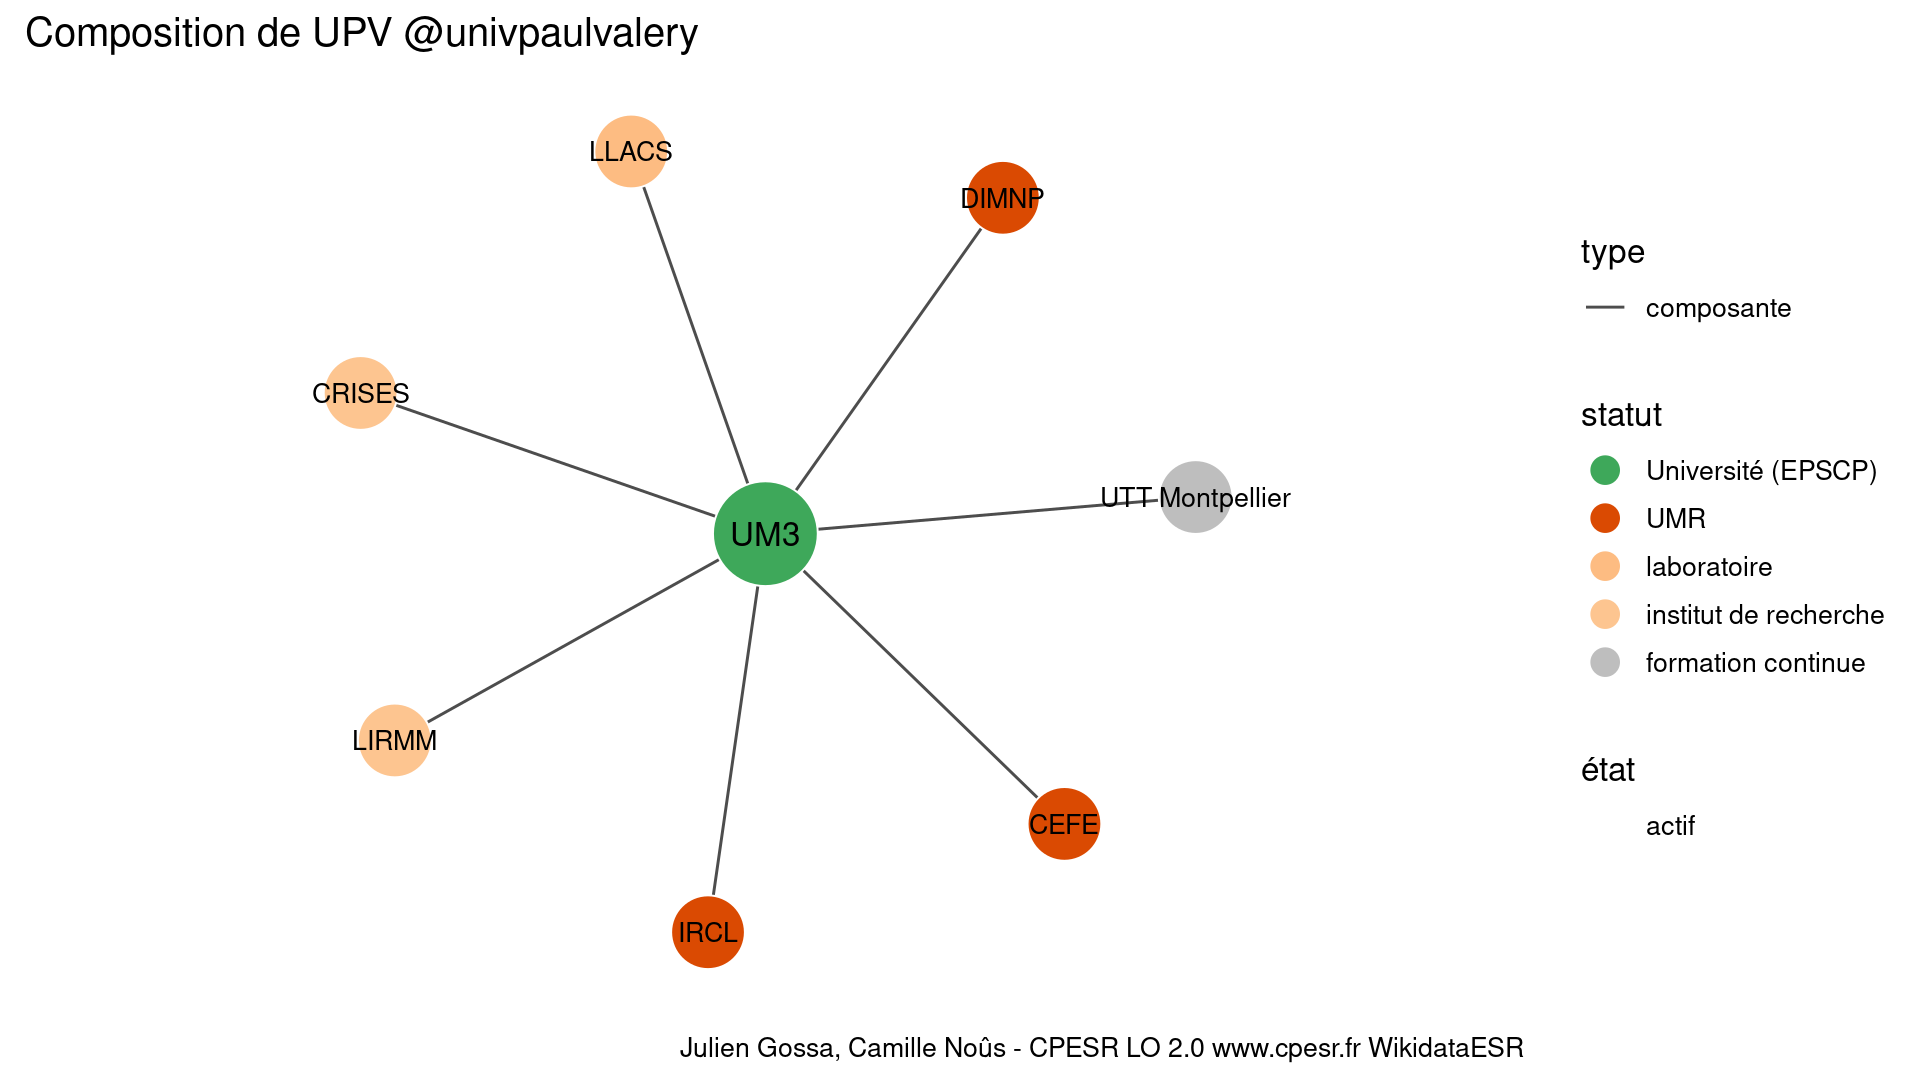 Composition de UPV @univpaulvalery
LLACS
DIMNP
CRISES
UTT Montpellier
UM3
LIRMM
CEFE
IRCL
type
composante
statut
Université (EPSCP)
UMR
laboratoire
institut de recherche
formation continue
état
actif
Julien Gossa, Camille Noûs - CPESR LO 2.0 www.cpesr.fr WikidataESR